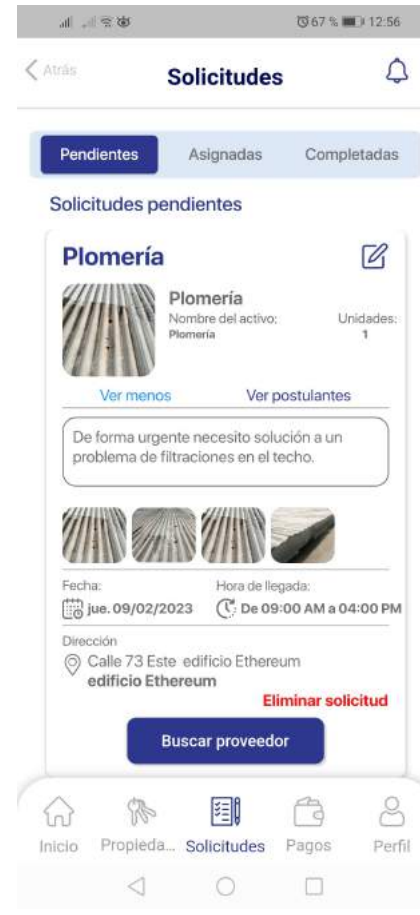 67 % 12:56
Atrás
Solicitudes
Pendientes Asignadas Completadas
Solicitudes pendientes
Plomería
Plomería
Nombre del activo: Unidades:
Plomería 1
Ver menos Ver postulantes
De forma urgente necesito solución a un
problema de filtraciones en el techo.
Fecha: Hora de llegada:
jue. 09/02/2023 De 09:00 AM a 04:00 PM
Dirección
Calle 73 Este edificio Ethereum
edificio Ethereum
Eliminar solicitud
Buscar proveedor
Inicio Propieda... Solicitudes Pagos Perfil